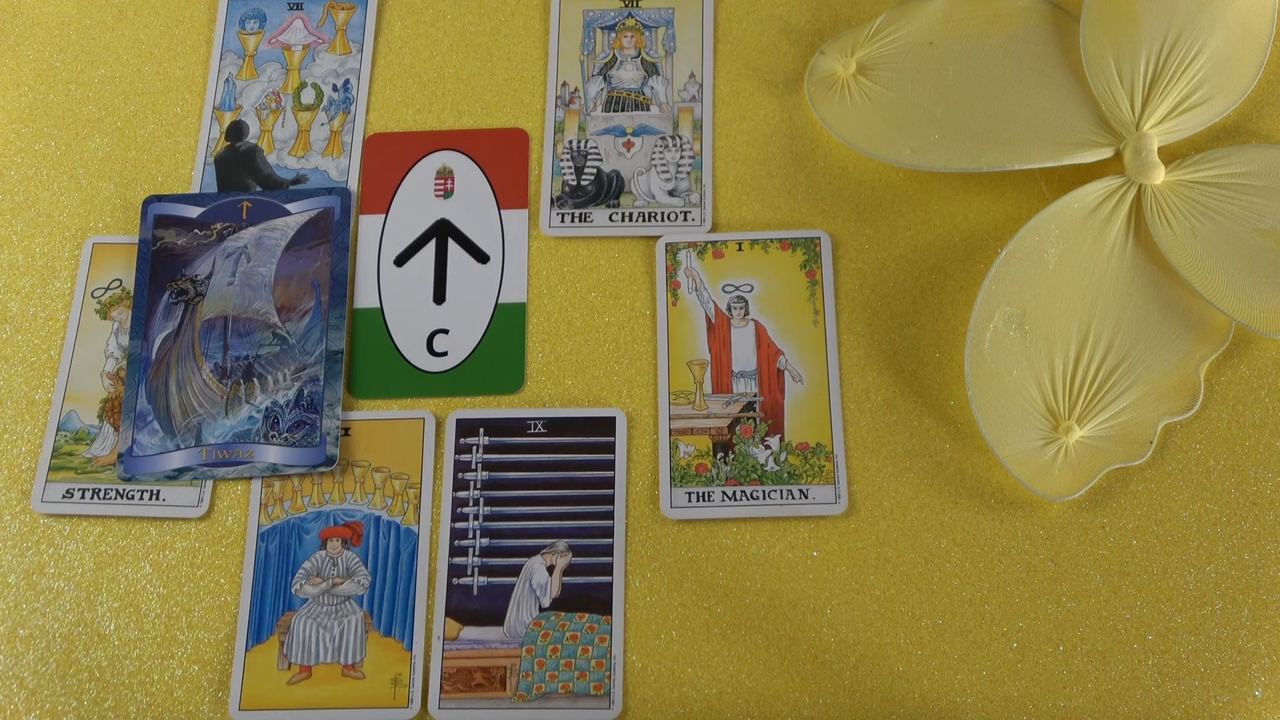 VII
VII
THE CHARIOT.
I
THE MAGICIAN.
↑
C
TIWAZ
STRENGTH.
IX